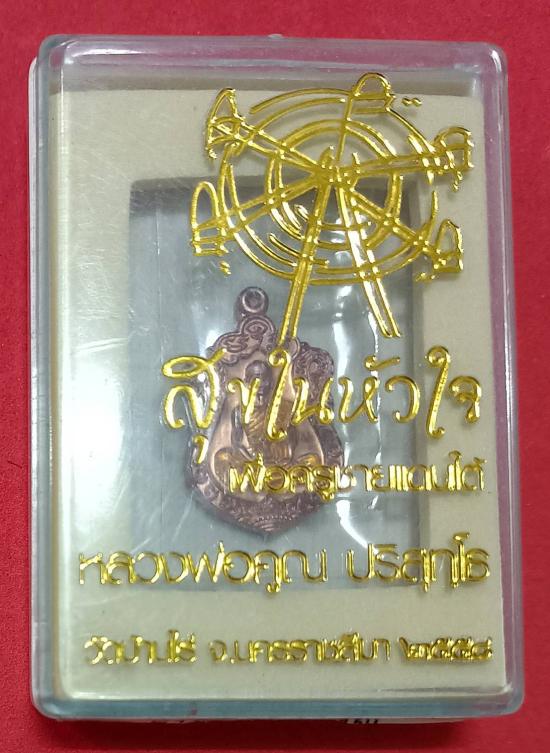 สุขในหัวใจ
เพื่อครูชายแดนใต้
หลวงพ่อคูณ ปริสุทฺโธ
วัดบ้านไร่ จ.นครราชสีมา ๒๕๕๘